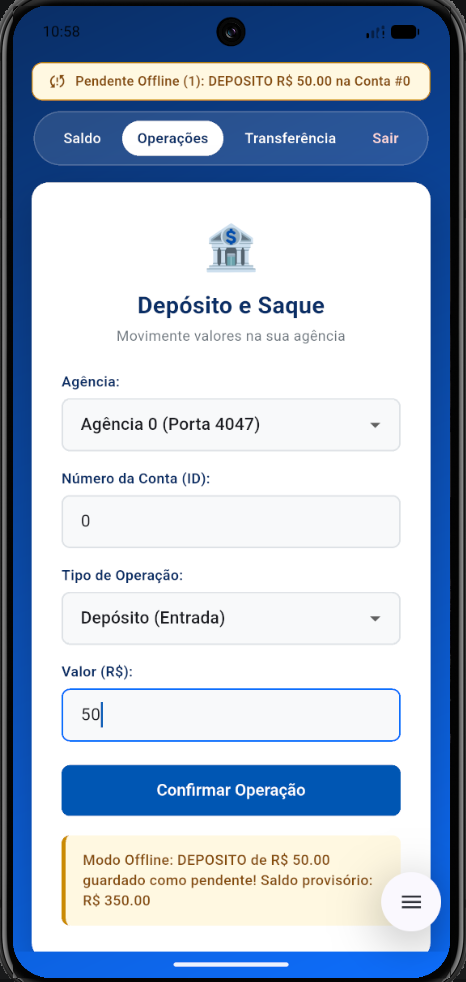 10:58
Pendente Offline (1): DEPOSITO R$ 50.00 na Conta #0
Saldo
Operações
Transferência
Sair
$
Depósito e Saque
Movimente valores na sua agência
Agência:
Agência 0 (Porta 4047)
Número da Conta (ID):
0
Tipo de Operação:
Depósito (Entrada)
Valor (R$):
50
Confirmar Operação
Modo Offline: DEPOSITO de R$ 50.00
guardado como pendente! Saldo provisório:
R$ 350.00